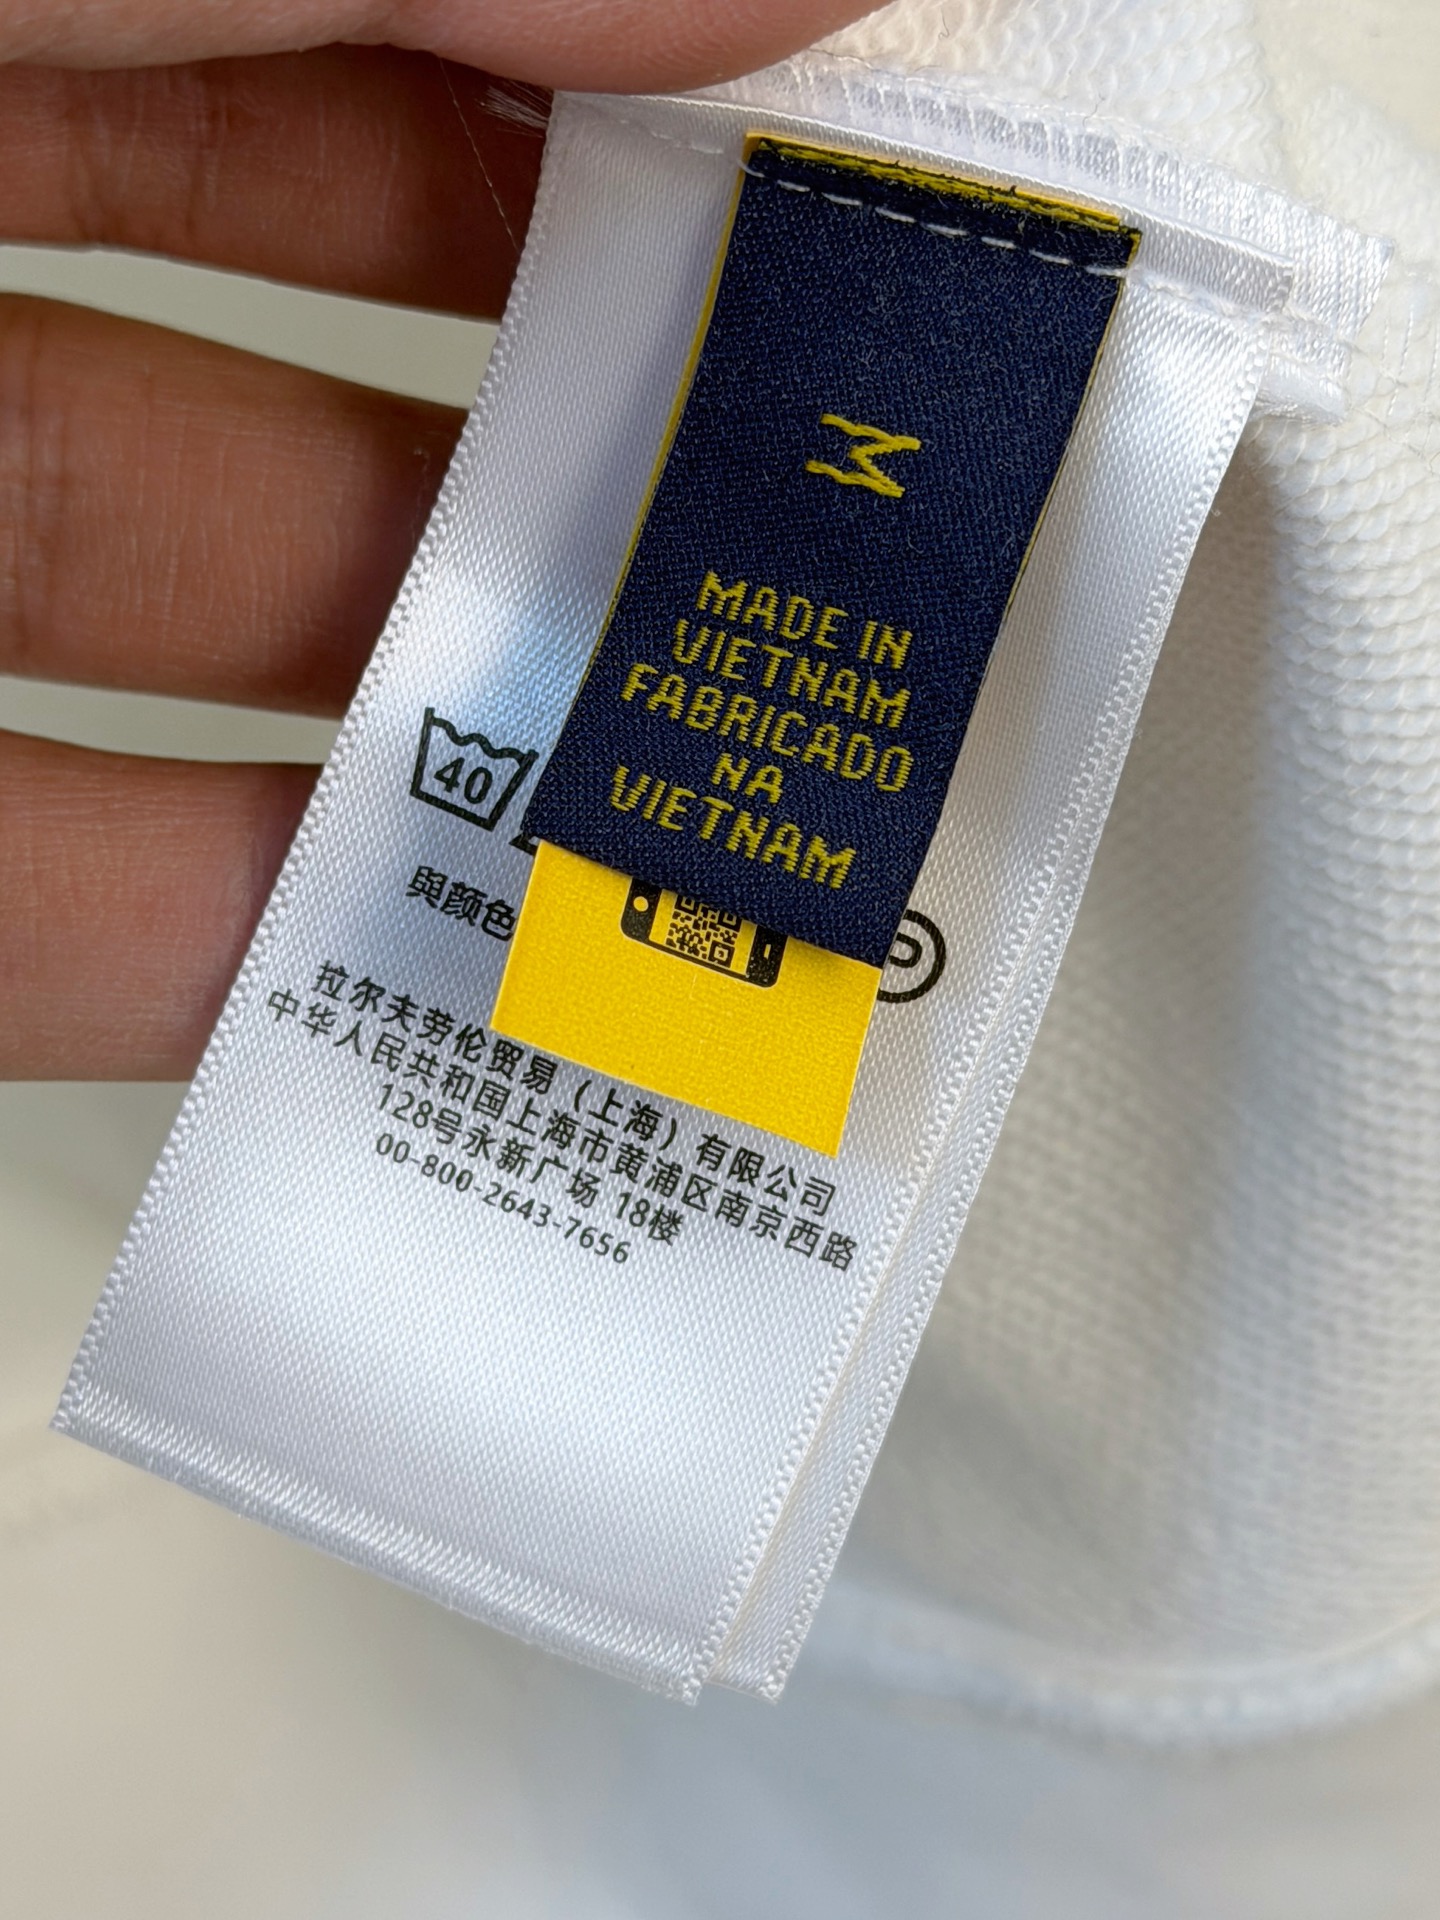 M
MADE IN
VIETNAM
FABRICADO
NA
VIETNAM
40
與颜色
P
拉尔夫劳伦贸易（上海）有限公司
中华人民共和国上海市黄浦区南京西路
128号永新广场 18楼
00-800-2643-7656